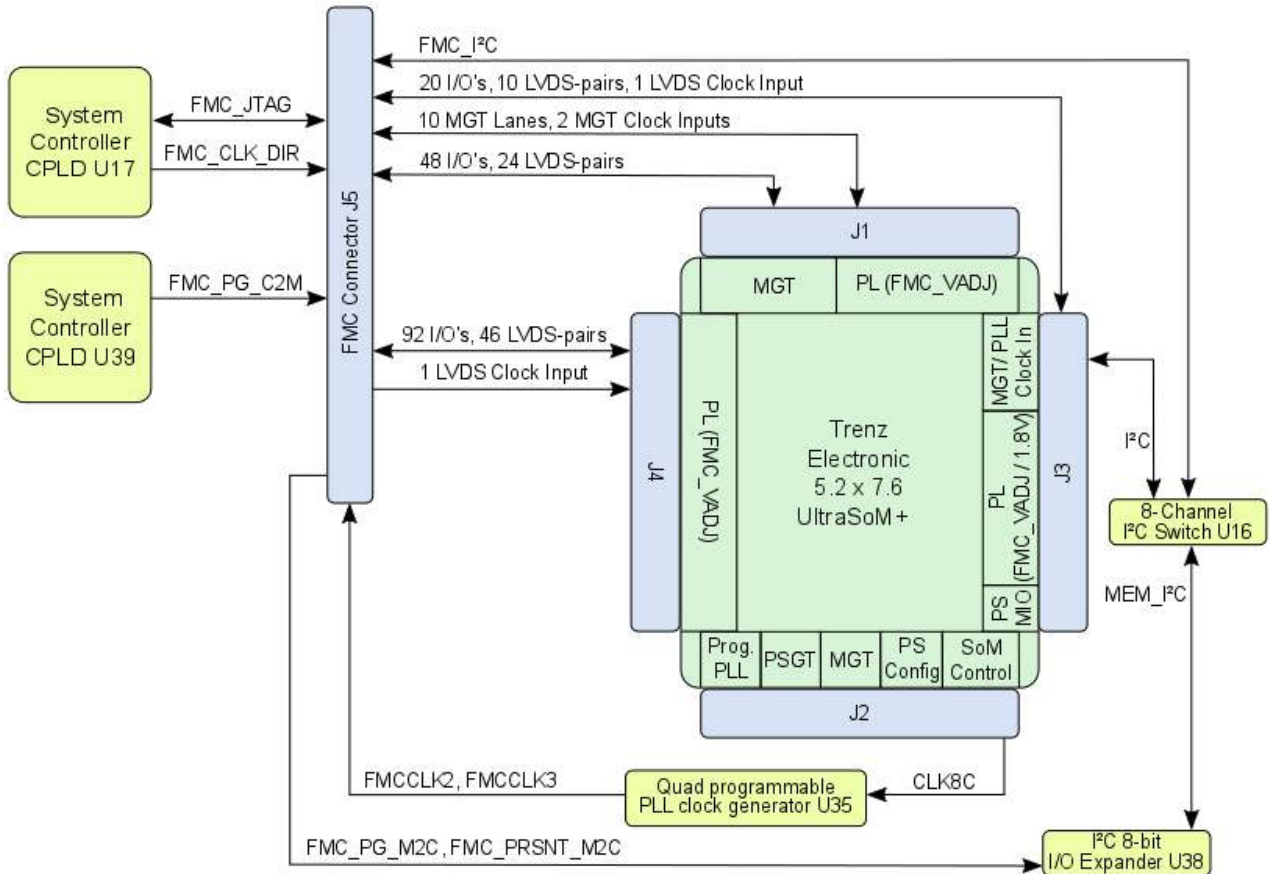 FMC_I²C
20 I/O's, 10 LVDS-pairs, 1 LVDS Clock Input
10 MGT Lanes, 2 MGT Clock Inputs
48 I/O's, 24 LVDS-pairs
System
Controller
CPLD U17
FMC_JTAG
FMC_CLK_DIR
System
Controller
CPLD U39
FMC_PG_C2M
FMC Connector J5
92 I/O's, 46 LVDS-pairs
1 LVDS Clock Input
J1
MGT
PL (FMC_VADJ)
J4
PL (FMC_VADJ)
Trenz
Electronic
5.2 x 7.6
UltraSoM+
MGT/ PLL
Clock In
PL
(FMC_VADJ / 1.8V)
PS
MIO
J3
I²C
8-Channel
I²C Switch U16
MEM_I²C
Prog.
PLL
PSGT
MGT
PS
Config
SoM
Control
J2
FMCCLK2, FMCCLK3
Quad programmable
PLL clock generator U35
CLK8C
FMC_PG_M2C, FMC_PRSNT_M2C
I²C 8-bit
I/O Expander U38